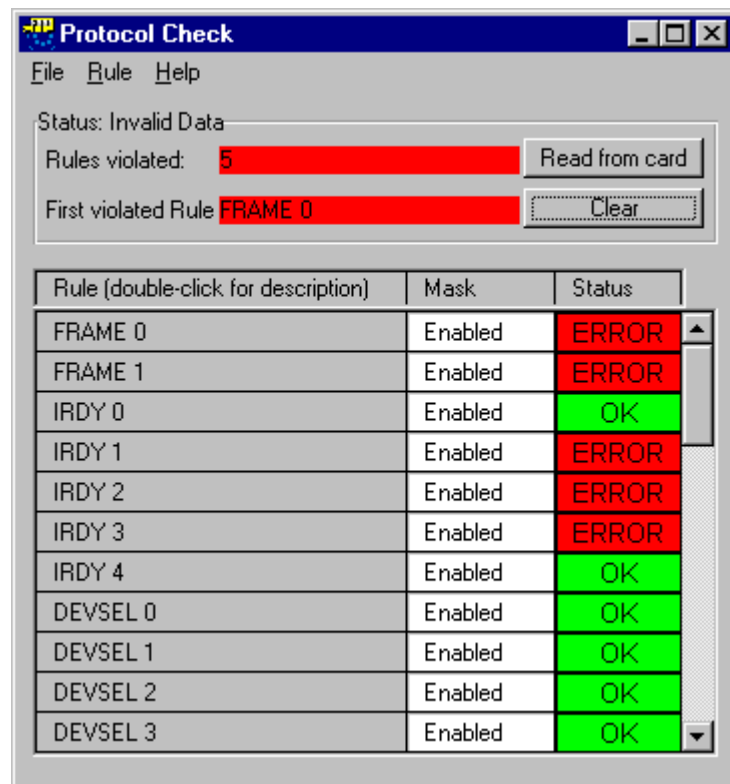 Protocol Check
File Rule Help
Status: Invalid Data
Rules violated: 5 Read from card
First violated Rule FRAME 0 Clear
Rule (double-click for description) Mask Status
FRAME 0 Enabled ERROR
FRAME 1 Enabled ERROR
IRDY 0 Enabled OK
IRDY 1 Enabled ERROR
IRDY 2 Enabled ERROR
IRDY 3 Enabled ERROR
IRDY 4 Enabled OK
DEVSEL 0 Enabled OK
DEVSEL 1 Enabled OK
DEVSEL 2 Enabled OK
DEVSEL 3 Enabled OK